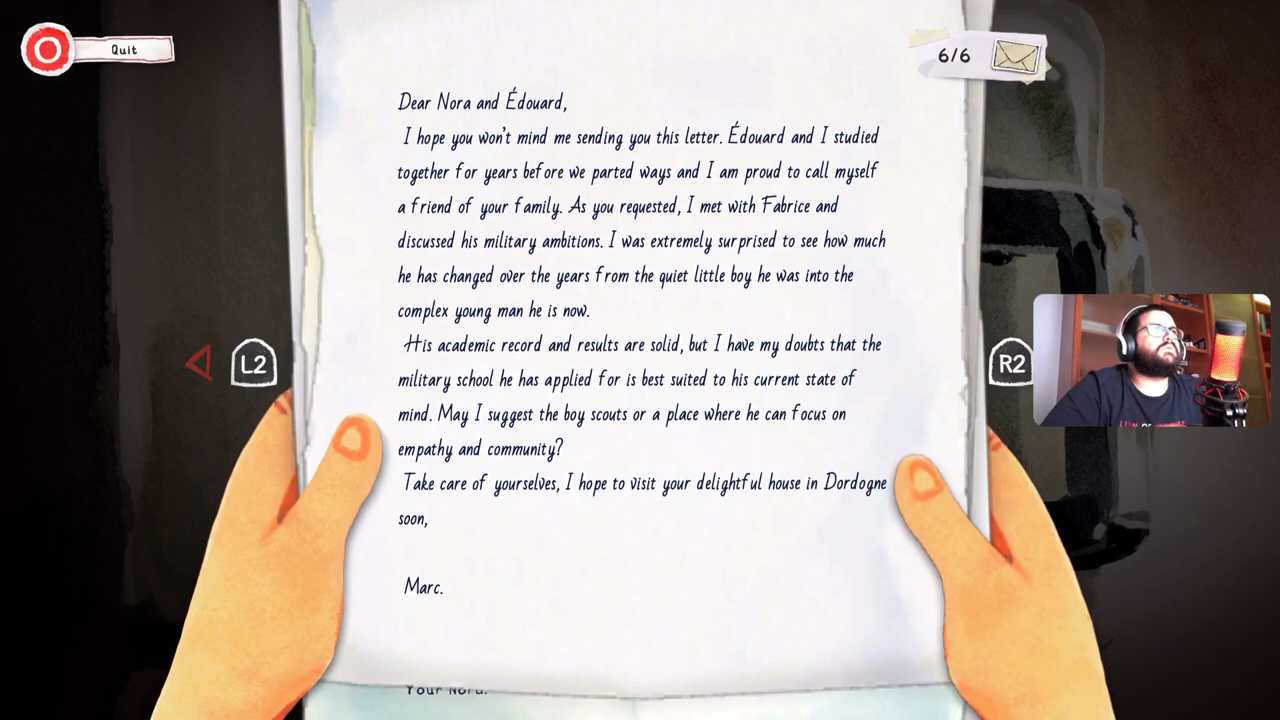 Quit
6/6
Dear Nora and Édouard,
I hope you won't mind me sending you this letter. Édouard and I studied
together for years before we parted ways and I am proud to call myself
a friend of your family. As you requested, I met with Fabrice and
discussed his military ambitions. I was extremely surprised to see how much
he has changed over the years from the quiet little boy he was into the
complex young man he is now.
His academic record and results are solid, but I have my doubts that the
military school he has applied for is best suited to his current state of
mind. May I suggest the boy scouts or a place where he can focus on
empathy and community?
Take care of yourselves, I hope to visit your delightful house in Dordogne
soon,
Marc.
L2
R2
Your Nora.